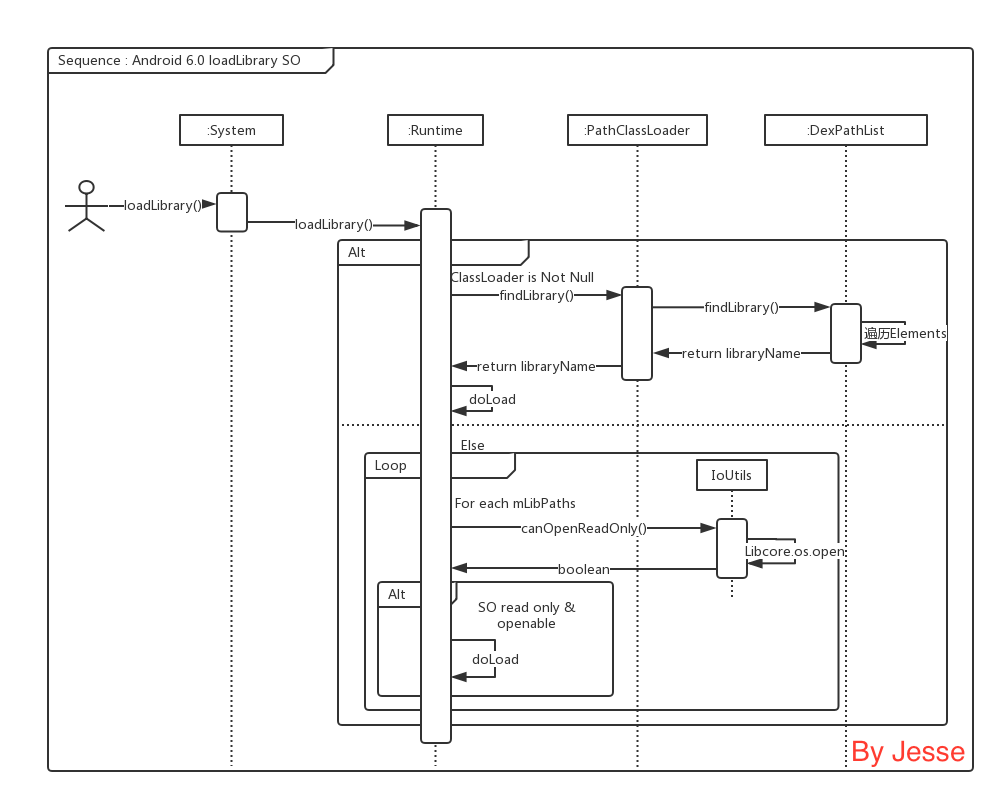 Sequence : Android 6.0 loadLibrary SO
:System
:Runtime
:PathClassLoader
:DexPathList
loadLibrary()
loadLibrary()
Alt
ClassLoader is Not Null
findLibrary()
findLibrary()
遍历Elements
return libraryName
return libraryName
doLoad
Else
Loop
IoUtils
For each mLibPaths
canOpenReadOnly()
Libcore.os.open
boolean
Alt
SO read only &
openable
doLoad
By Jesse